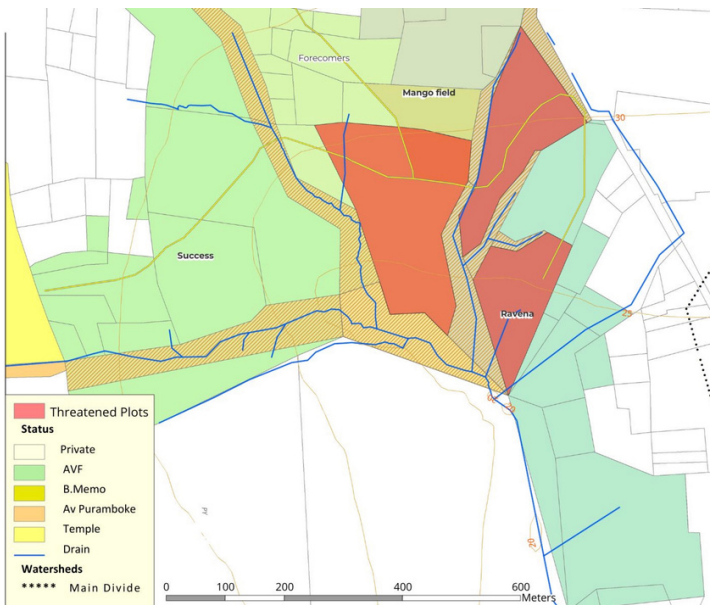 Forecomers
Mango field
30
Success
Ravena
25
20
Threatened Plots
Status
Private
AVF
B.Memo
Av Puramboke
Temple
Drain
Watersheds
Main Divide
0 100 200 400 600
Meters